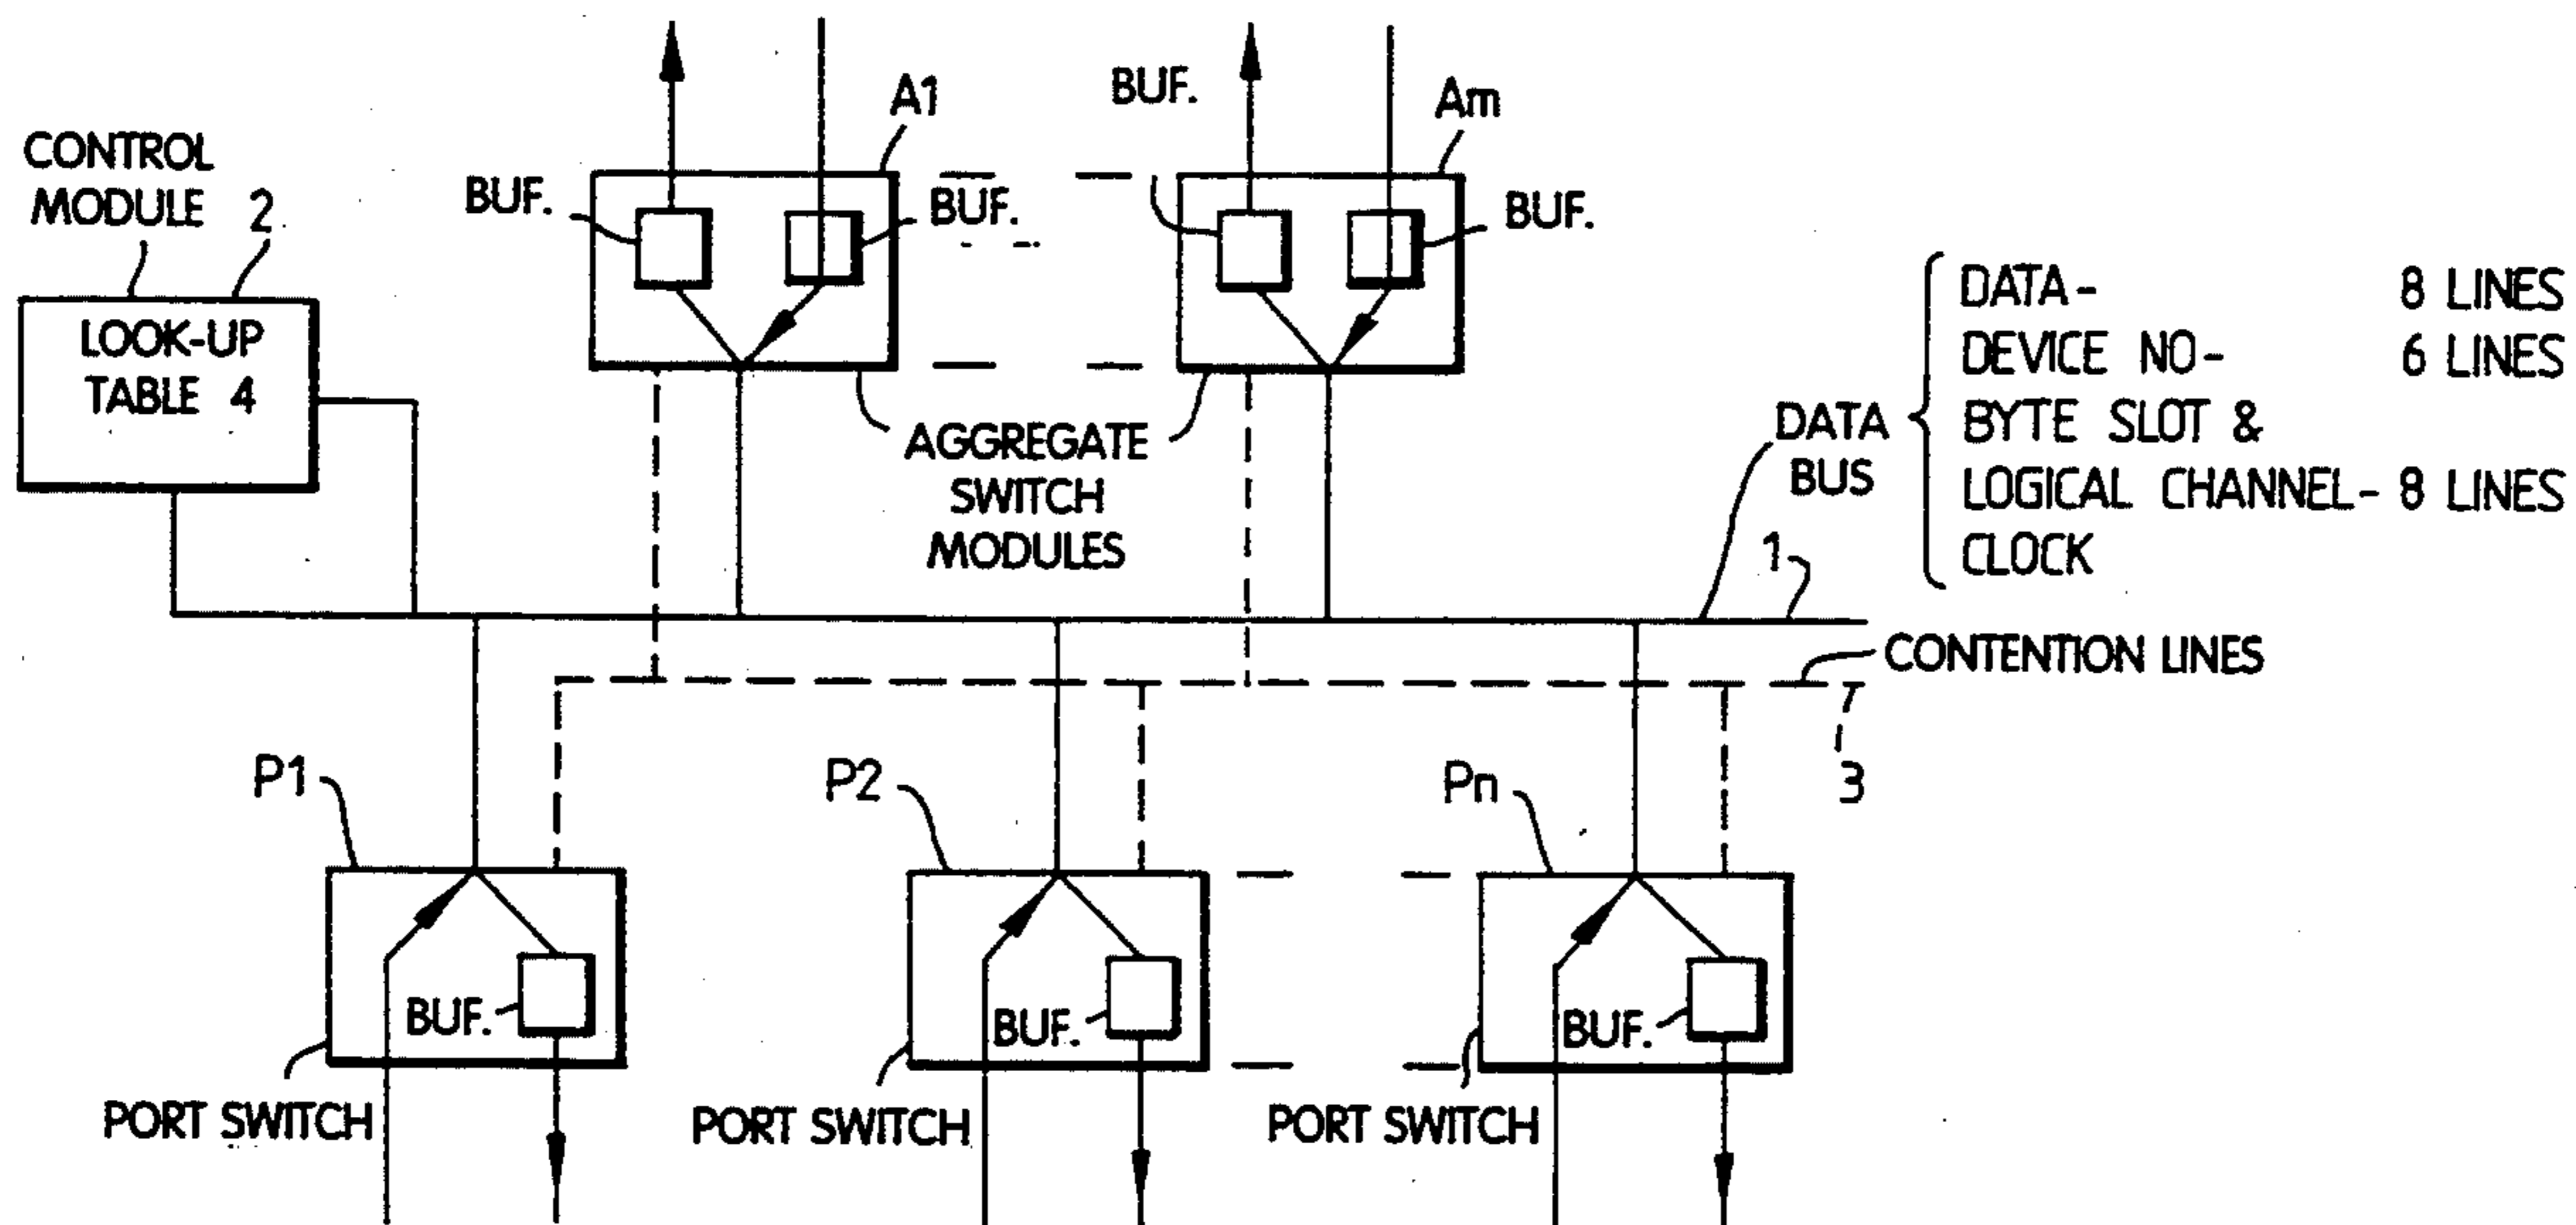 A1
BUF.
Am
CONTROL
MODULE 2
BUF.
BUF.
BUF.
LOOK-UP
TABLE 4
DATA
BUS
DATA- 8 LINES
DEVICE NO- 6 LINES
BYTE SLOT &
LOGICAL CHANNEL- 8 LINES
CLOCK
AGGREGATE
SWITCH
MODULES
1
CONTENTION LINES
3
P1
P2
Pn
BUF.
BUF.
BUF.
PORT SWITCH
PORT SWITCH
PORT SWITCH